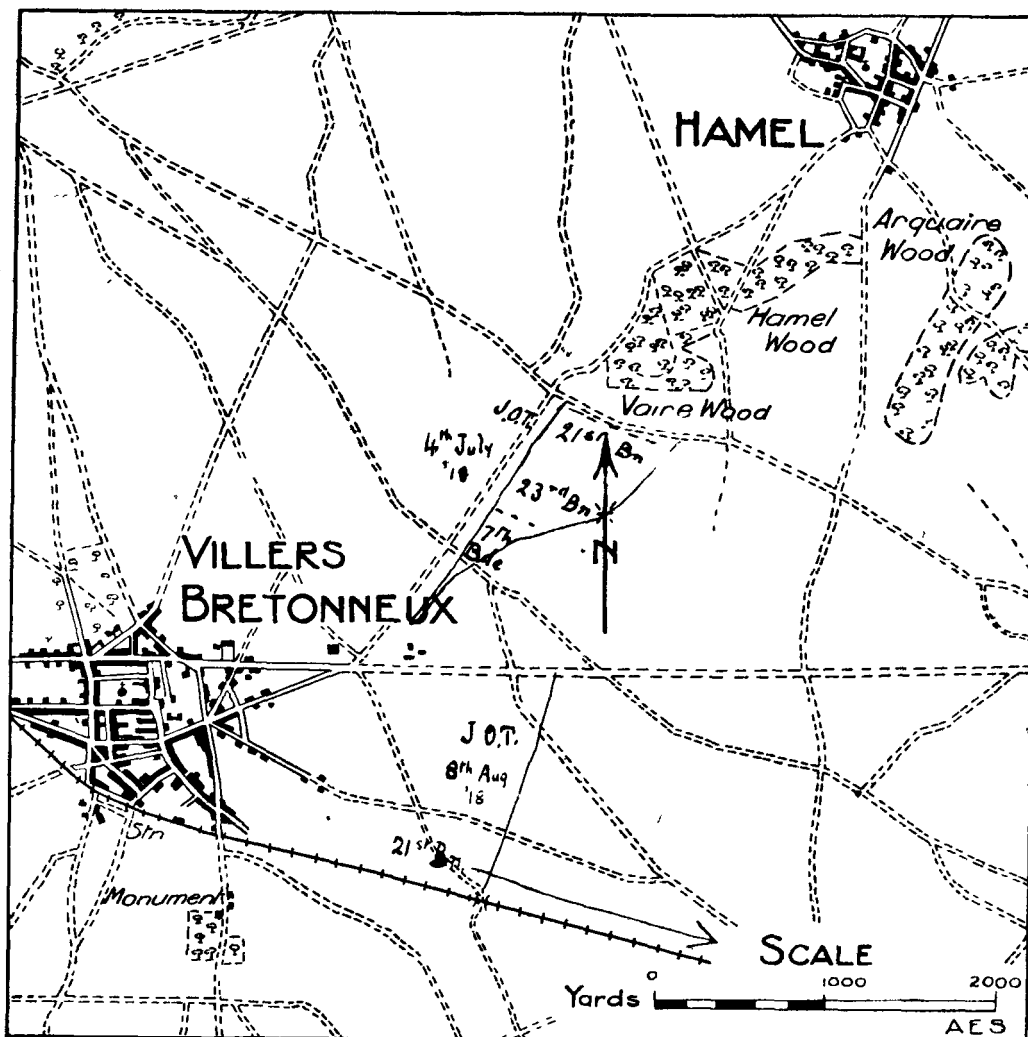 HAMEL
Arquaire
Wood
Hamel
Wood
Vaire Wood
J.O.T.
4th July
'18
21st Bn
23rd Bn
7th
Bde
N
VILLERS
BRETONNEUX
J.O.T.
8th Aug
'18
21st Bn
Stn
Monument
SCALE
0 1000 2000
Yards
AES